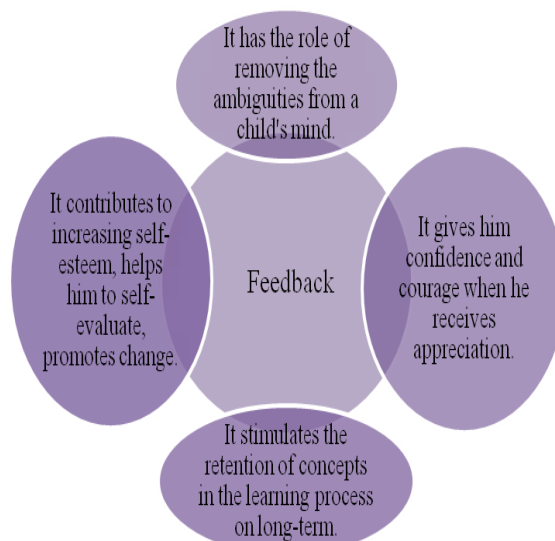 It has the role of
removing the
ambiguities from a
child's mind.
It contributes to
increasing self-
esteem, helps
him to self-
evaluate,
promotes change.
Feedback
It gives him
confidence and
courage when he
receives
appreciation.
It stimulates the
retention of concepts
in the learning process
on long-term.